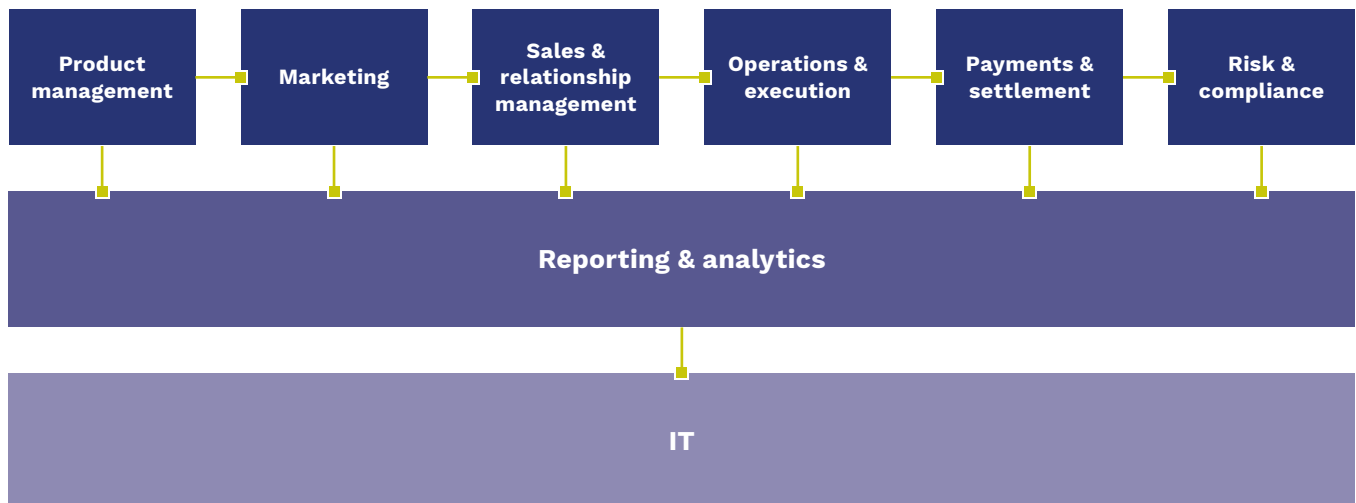 Product
management
Marketing
Sales &
relationship
management
Operations &
execution
Payments &
settlement
Risk &
compliance
Reporting & analytics
IT